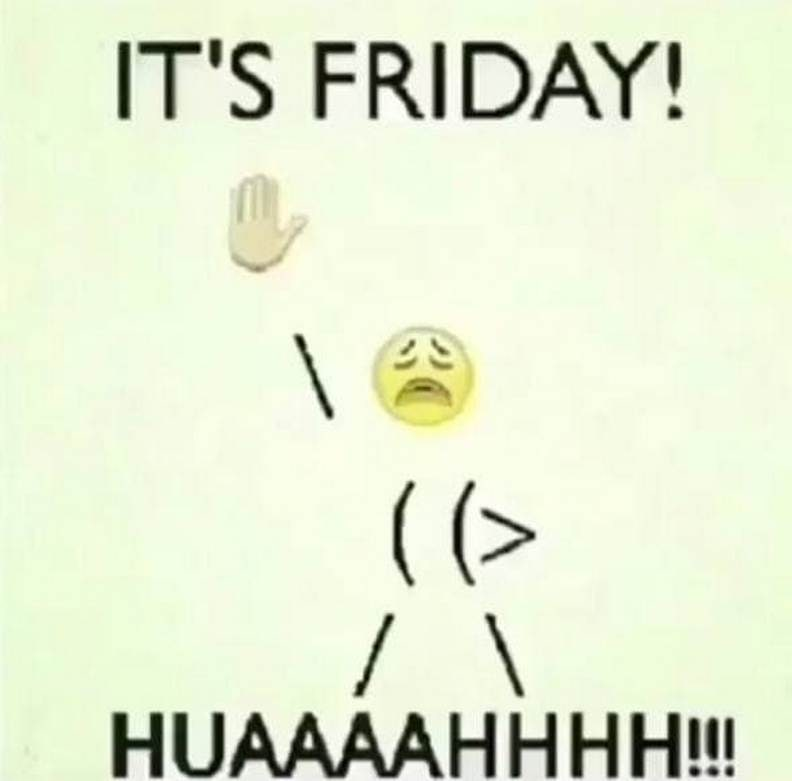 IT'S FRIDAY!
✋
\ 😩
( (>
/ \
HUAAAAHHHH!!!